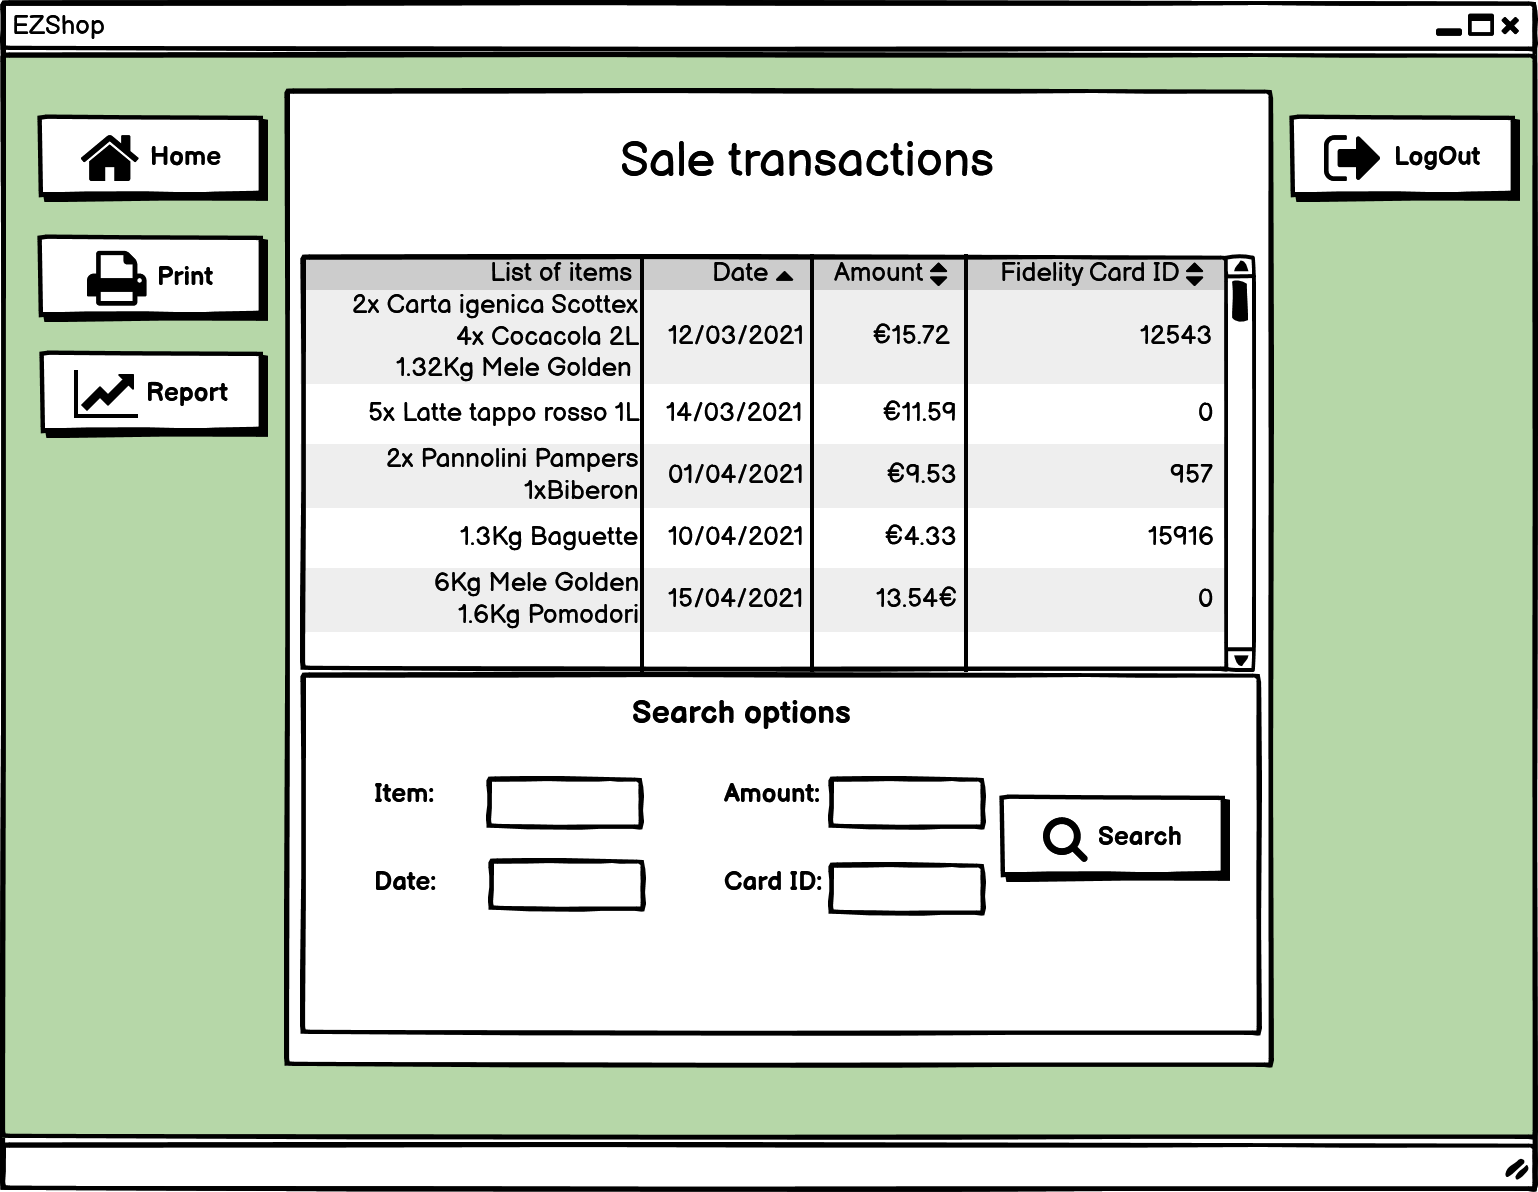 EZShop
Home
Print
Report
LogOut
Sale transactions
List of items Date Amount Fidelity Card ID
2x Carta igenica Scottex
4x Cocacola 2L 12/03/2021 €15.72 12543
1.32Kg Mele Golden
5x Latte tappo rosso 1L 14/03/2021 €11.59 0
2x Pannolini Pampers
1xBiberon 01/04/2021 €9.53 957
1.3Kg Baguette 10/04/2021 €4.33 15916
6Kg Mele Golden
1.6Kg Pomodori 15/04/2021 13.54€ 0
Search options
Item: Amount:
Search
Date: Card ID: